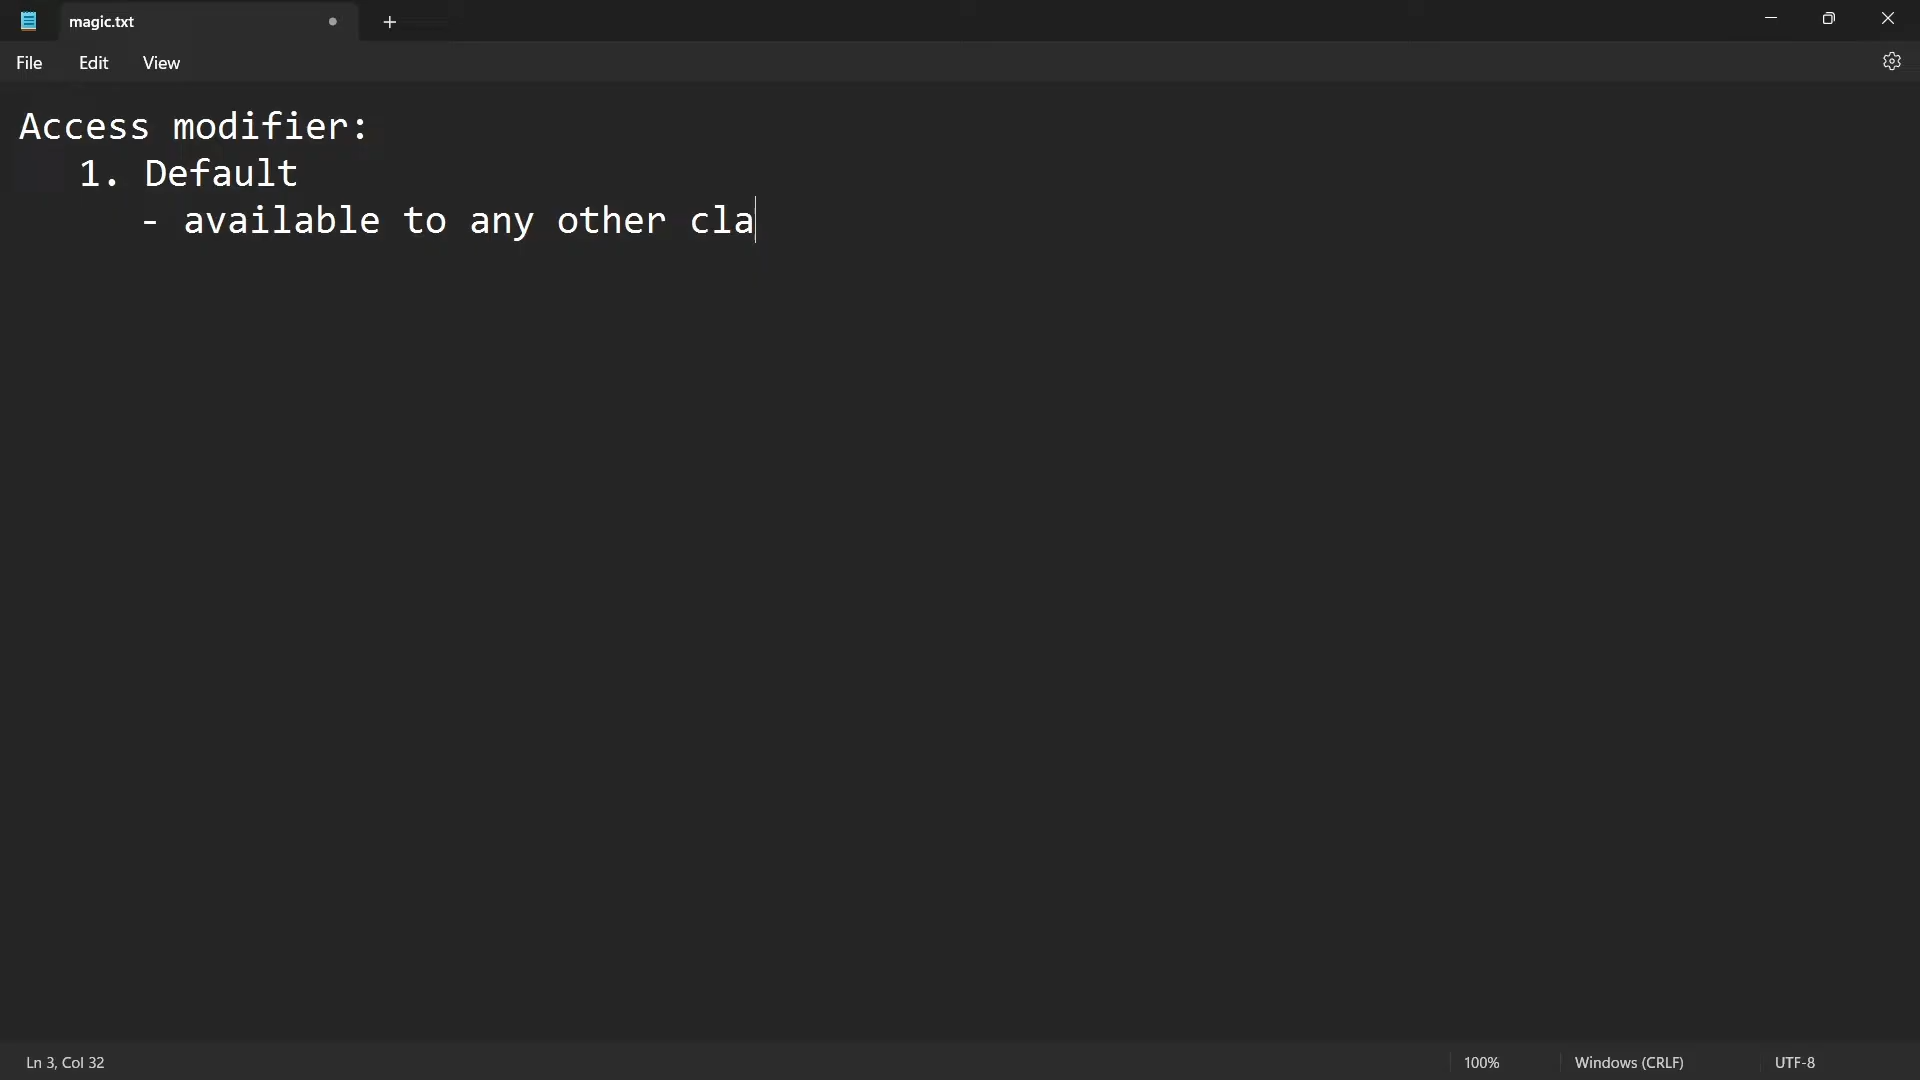 magic.txt
File Edit View
Access modifier:
1. Default
- available to any other cla
Ln 3, Col 32 100% Windows (CRLF) UTF-8